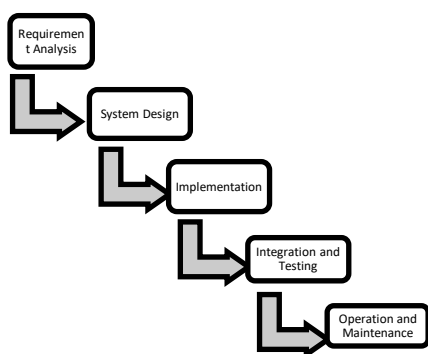 Requiremen
t Analysis
System Design
Implementation
Integration and
Testing
Operation and
Maintenance